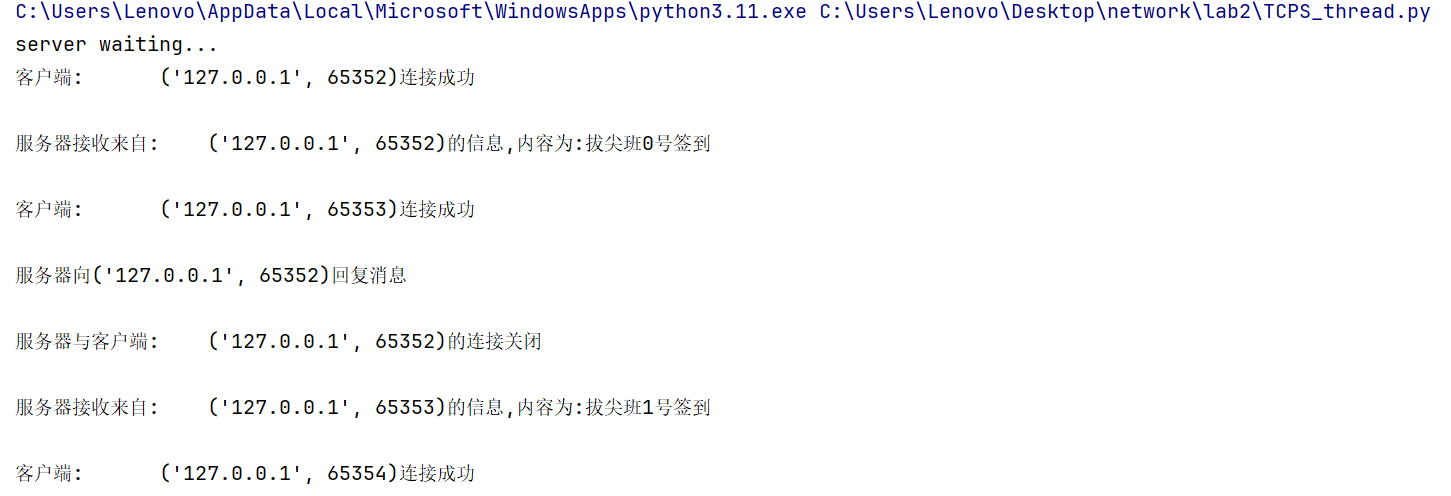 C:\Users\Lenovo\AppData\Local\Microsoft\WindowsApps\python3.11.exe C:\Users\Lenovo\Desktop\network\lab2\TCPS_thread.py
server waiting...
客户端:      ('127.0.0.1', 65352)连接成功
服务器接收来自:    ('127.0.0.1', 65352)的信息,内容为:拔尖班0号签到
客户端:      ('127.0.0.1', 65353)连接成功
服务器向('127.0.0.1', 65352)回复消息
服务器与客户端:    ('127.0.0.1', 65352)的连接关闭
服务器接收来自:    ('127.0.0.1', 65353)的信息,内容为:拔尖班1号签到
客户端:      ('127.0.0.1', 65354)连接成功